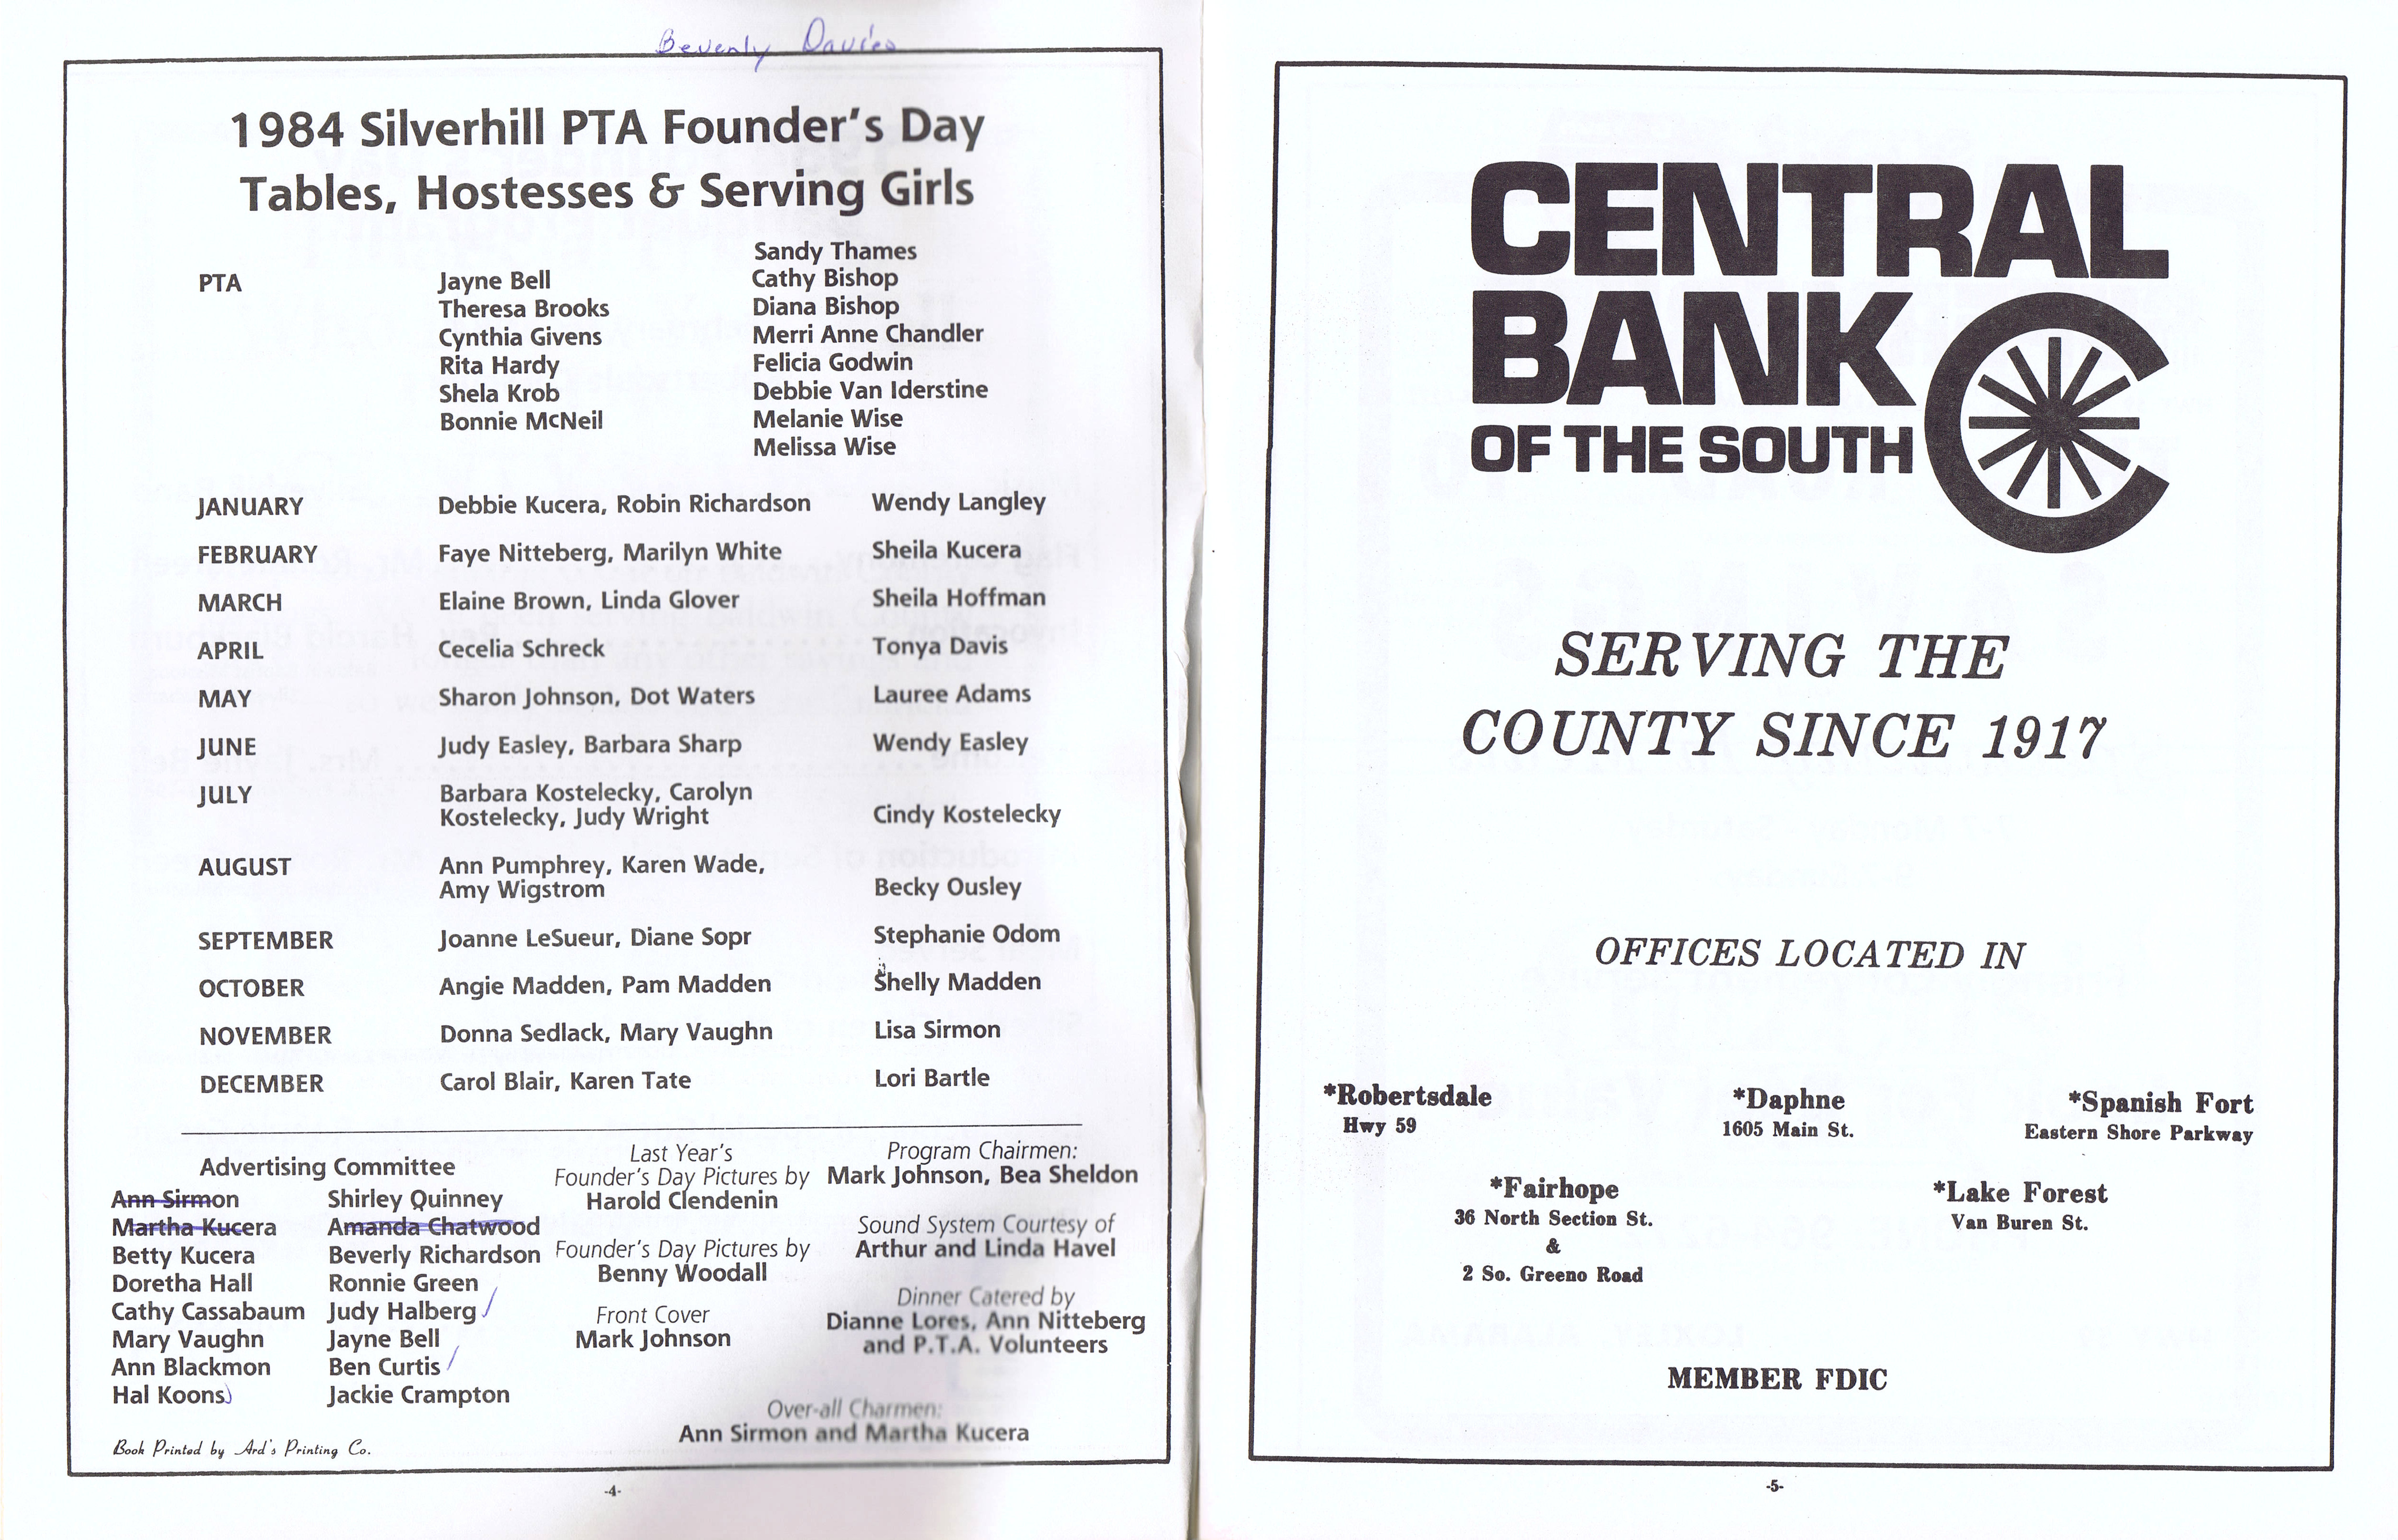 Beverly Davies
1984 Silverhill PTA Founder's Day
Tables, Hostesses & Serving Girls
Sandy Thames
PTA Jayne Bell Cathy Bishop
Theresa Brooks Diana Bishop
Cynthia Givens Merri Anne Chandler
Rita Hardy Felicia Godwin
Shela Krob Debbie Van Iderstine
Bonnie McNeil Melanie Wise
Melissa Wise
JANUARY Debbie Kucera, Robin Richardson Wendy Langley
FEBRUARY Faye Nitteberg, Marilyn White Sheila Kucera
MARCH Elaine Brown, Linda Glover Sheila Hoffman
APRIL Cecelia Schreck Tonya Davis
MAY Sharon Johnson, Dot Waters Lauree Adams
JUNE Judy Easley, Barbara Sharp Wendy Easley
JULY Barbara Kostelecky, Carolyn
Kostelecky, Judy Wright Cindy Kostelecky
AUGUST Ann Pumphrey, Karen Wade,
Amy Wigstrom Becky Ousley
SEPTEMBER Joanne LeSueur, Diane Sopr Stephanie Odom
OCTOBER Angie Madden, Pam Madden Shelly Madden
NOVEMBER Donna Sedlack, Mary Vaughn Lisa Sirmon
DECEMBER Carol Blair, Karen Tate Lori Bartle
Advertising Committee
Ann Sirmon Shirley Quinney
Martha Kucera Amanda Chatwood
Betty Kucera Beverly Richardson
Doretha Hall Ronnie Green
Cathy Cassabaum Judy Halberg
Mary Vaughn Jayne Bell
Ann Blackmon Ben Curtis
Hal Koons Jackie Crampton
Book Printed by Ard's Printing Co.
Last Year's
Founder's Day Pictures by
Harold Clendenin
Founder's Day Pictures by
Benny Woodall
Front Cover
Mark Johnson
Program Chairmen:
Mark Johnson, Bea Sheldon
Sound System Courtesy of
Arthur and Linda Havel
Dinner Catered by
Dianne Lores, Ann Nitteberg
and P.T.A. Volunteers
Over-all Charmen:
Ann Sirmon and Martha Kucera
-4-
CENTRAL
BANK
OF THE SOUTH
SERVING THE
COUNTY SINCE 1917
OFFICES LOCATED IN
*Robertsdale
Hwy 59
*Daphne
1605 Main St.
*Spanish Fort
Eastern Shore Parkway
*Fairhope
36 North Section St.
&
2 So. Greeno Road
*Lake Forest
Van Buren St.
MEMBER FDIC
-5-